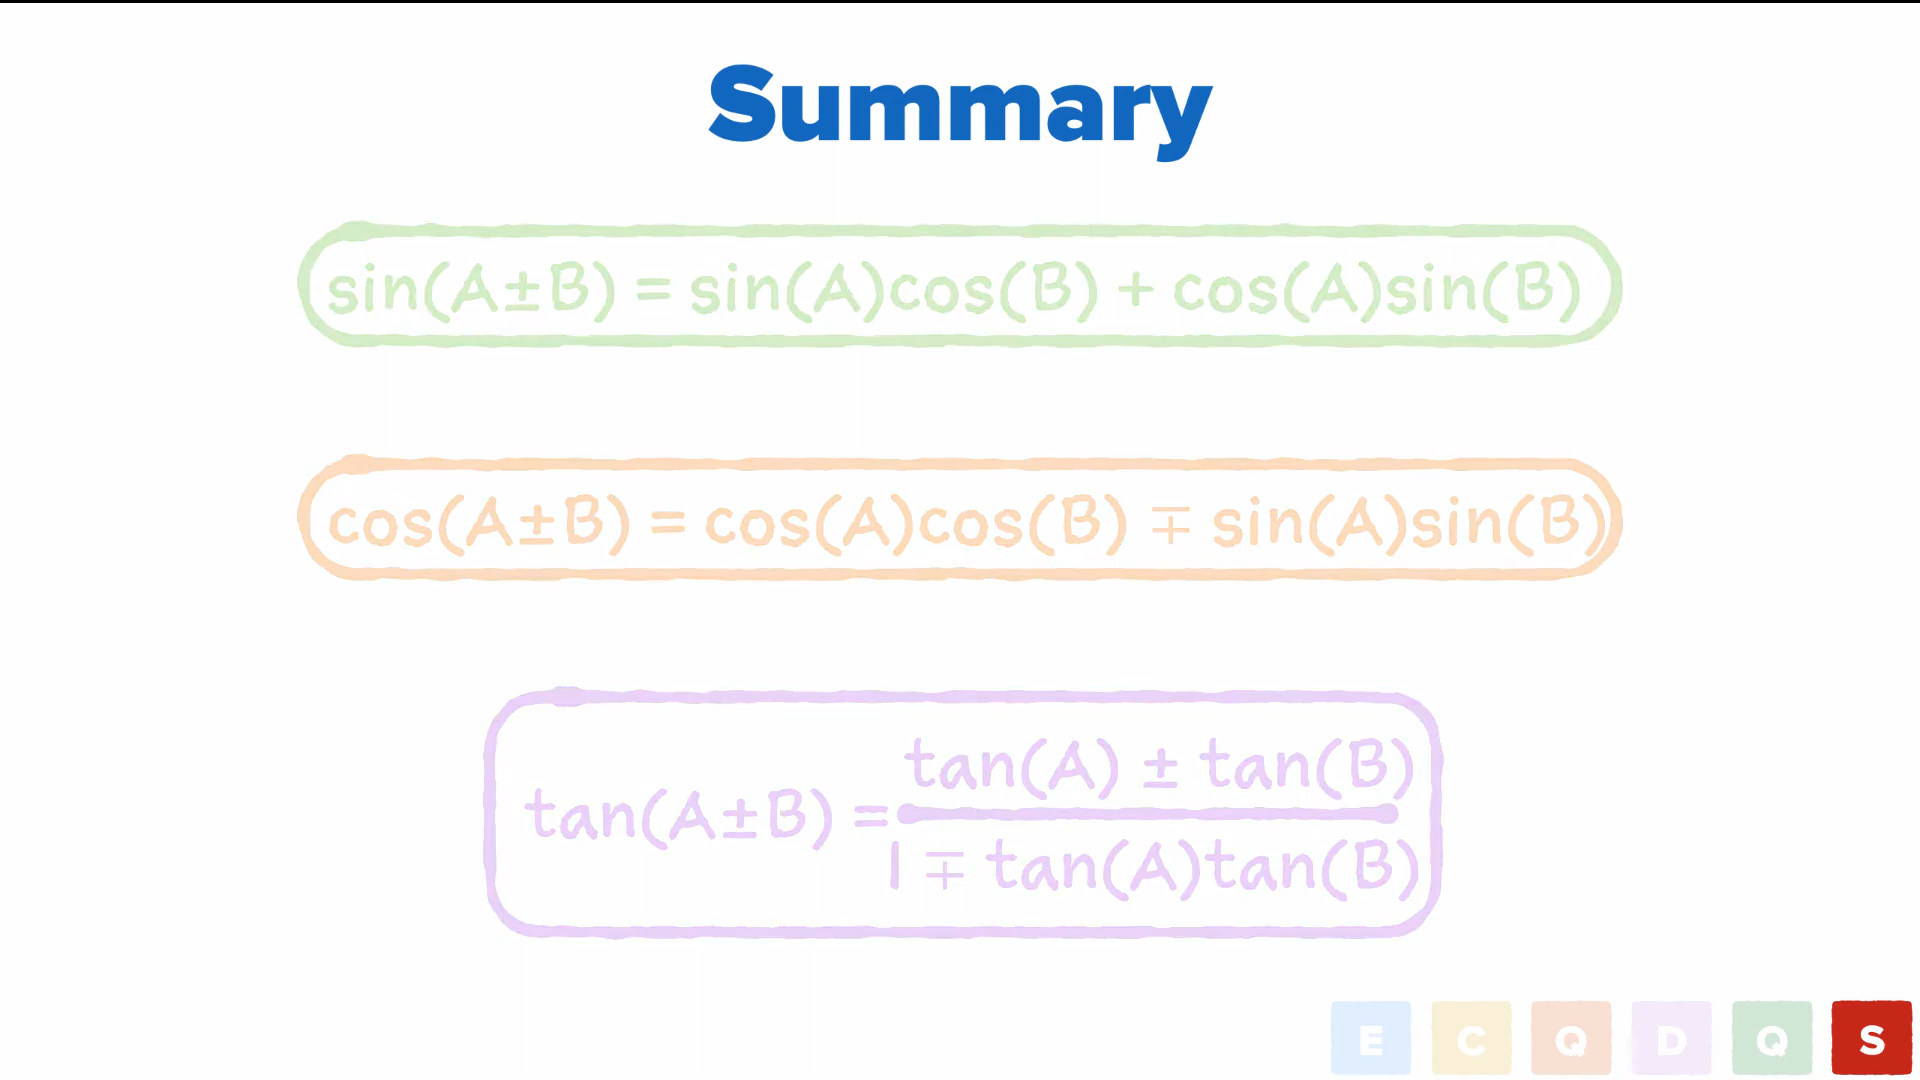 Summary
sin(A±B) = sin(A)cos(B) + cos(A)sin(B)
cos(A±B) = cos(A)cos(B) ∓ sin(A)sin(B)
tan(A) ± tan(B)
tan(A±B) =
1 ∓ tan(A)tan(B)
E C Q D Q S